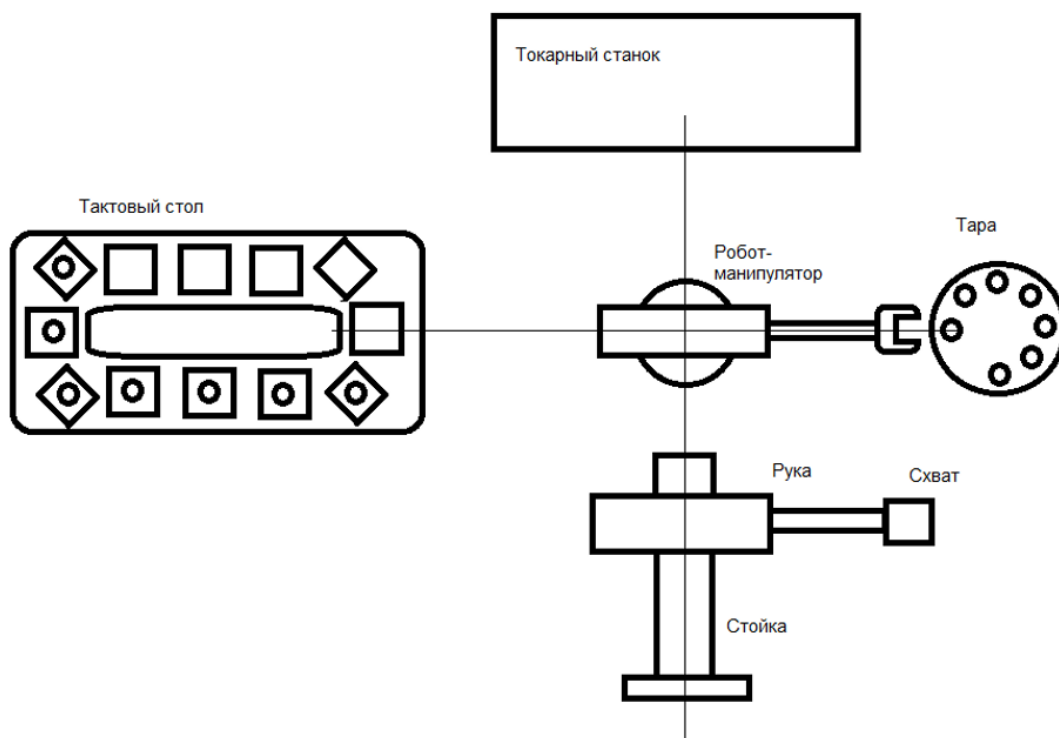 Токарный станок
Тактовый стол
Тара
Робот-
манипулятор
Рука
Схват
Стойка